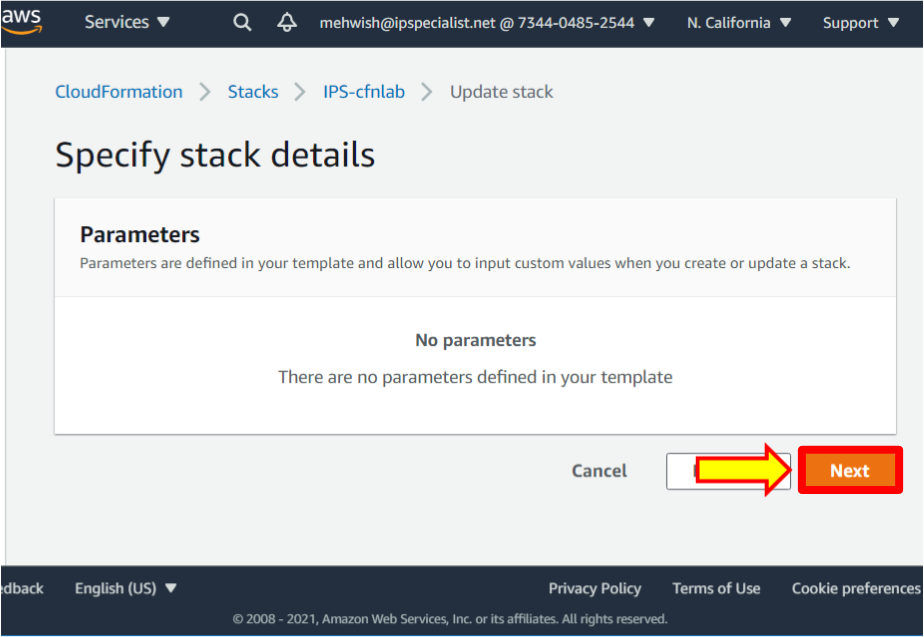 aws Services mehwish@ipspecialist.net @ 7344-0485-2544 N. California Support
CloudFormation Stacks IPS-cfnlab Update stack
Specify stack details
Parameters
Parameters are defined in your template and allow you to input custom values when you create or update a stack.
No parameters
There are no parameters defined in your template
Cancel Next
English (US) Privacy Policy Terms of Use Cookie preferences
© 2008 - 2021, Amazon Web Services, Inc. or its affiliates. All rights reserved.